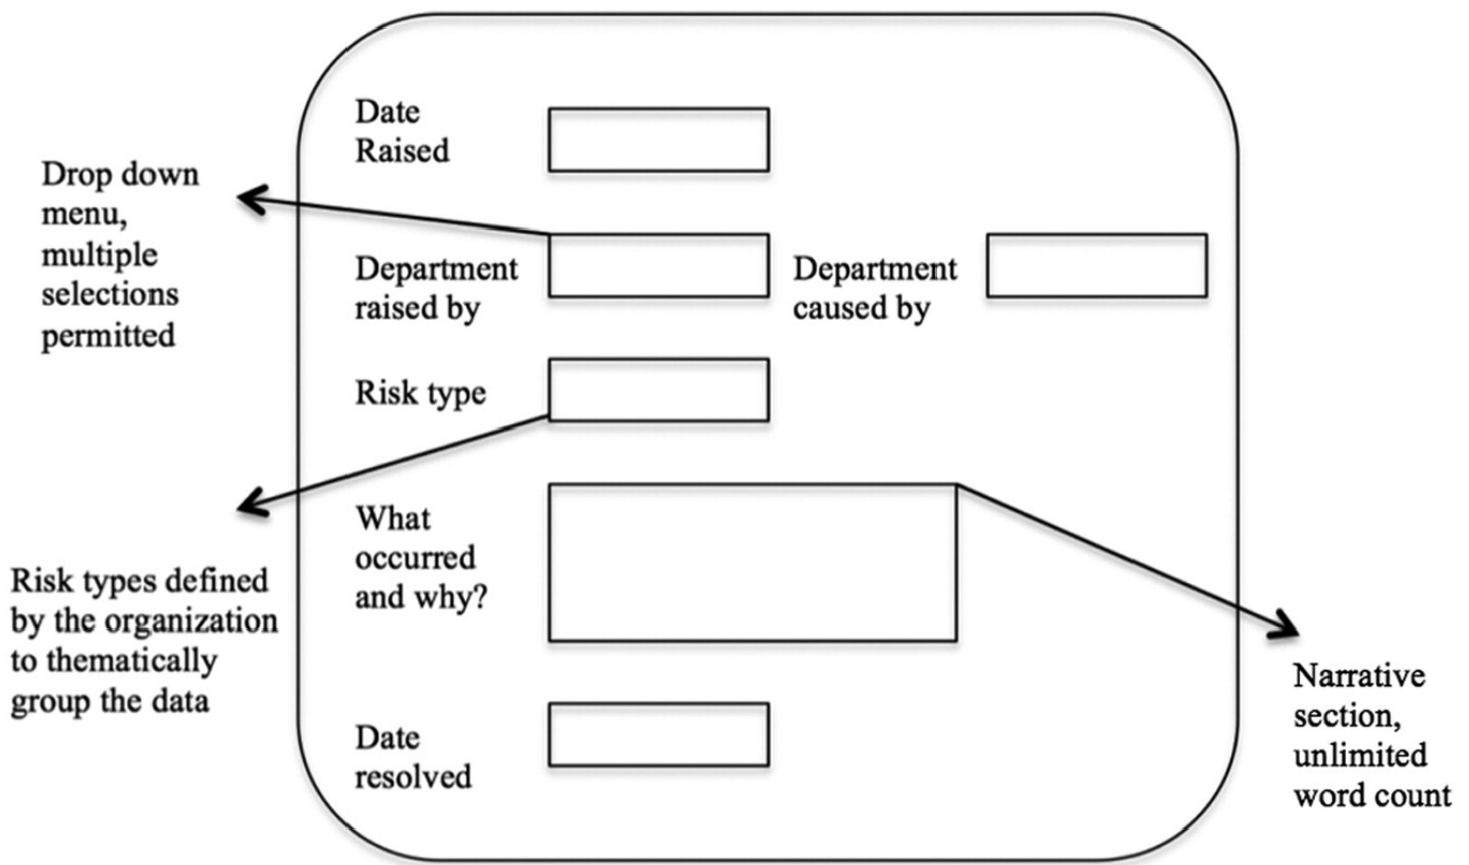 Date
Raised
Drop down
menu,
multiple
selections
permitted
Department
raised by
Department
caused by
Risk type
What
occurred
and why?
Risk types defined
by the organization
to thematically
group the data
Narrative
section,
unlimited
word count
Date
resolved